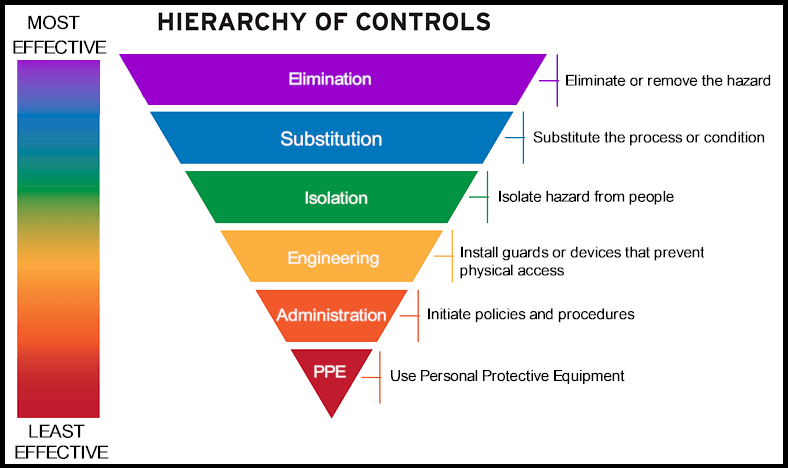 HIERARCHY OF CONTROLS
MOST
EFFECTIVE
Elimination
Eliminate or remove the hazard
Substitution
Substitute the process or condition
Isolation
Isolate hazard from people
Engineering
Install guards or devices that prevent
physical access
Administration
Initiate policies and procedures
PPE
Use Personal Protective Equipment
LEAST
EFFECTIVE